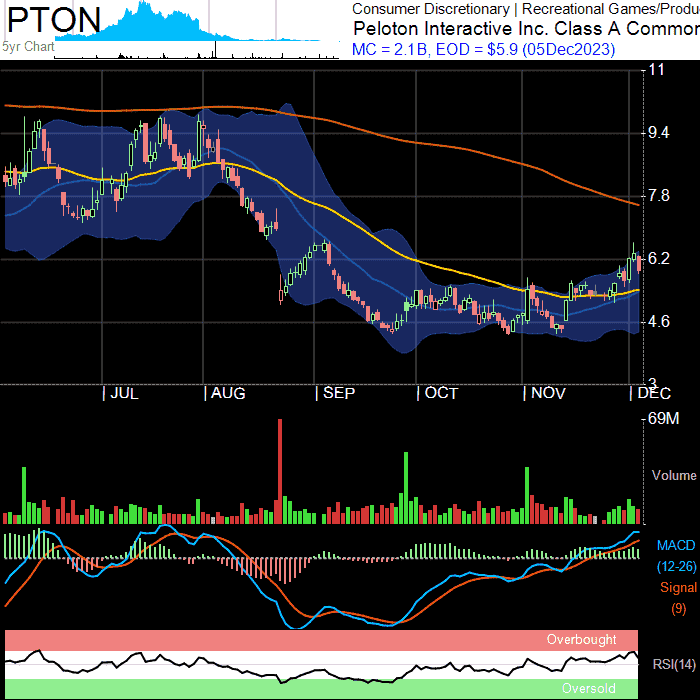 PTON
5yr Chart
Consumer Discretionary | Recreational Games/Produ
Peloton Interactive Inc. Class A Common
MC = 2.1B, EOD = $5.9 (05Dec2023)
11
9.4
7.8
6.2
4.6
3
JUL AUG SEP OCT NOV DEC
69M
Volume
MACD
(12-26)
Signal
(9)
Overbought
RSI(14)
Oversold